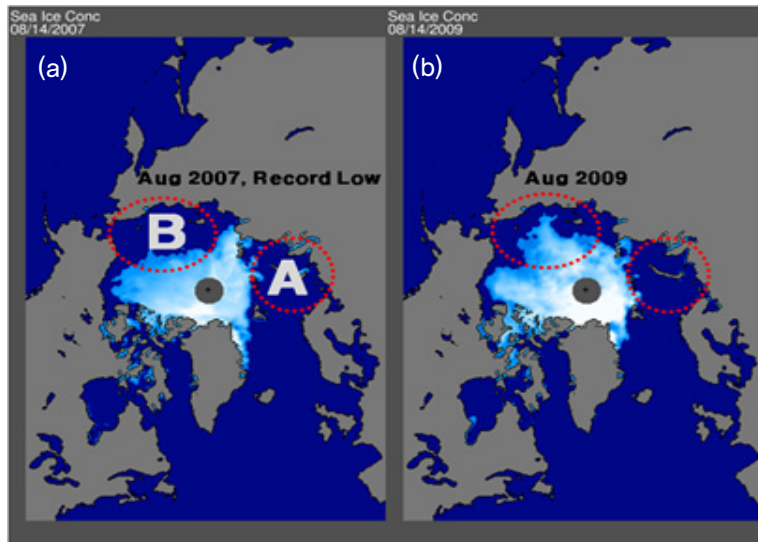 Sea Ice Conc
08/14/2007
(a)
Aug 2007, Record Low
B
A
Sea Ice Conc
08/14/2009
(b)
Aug 2009